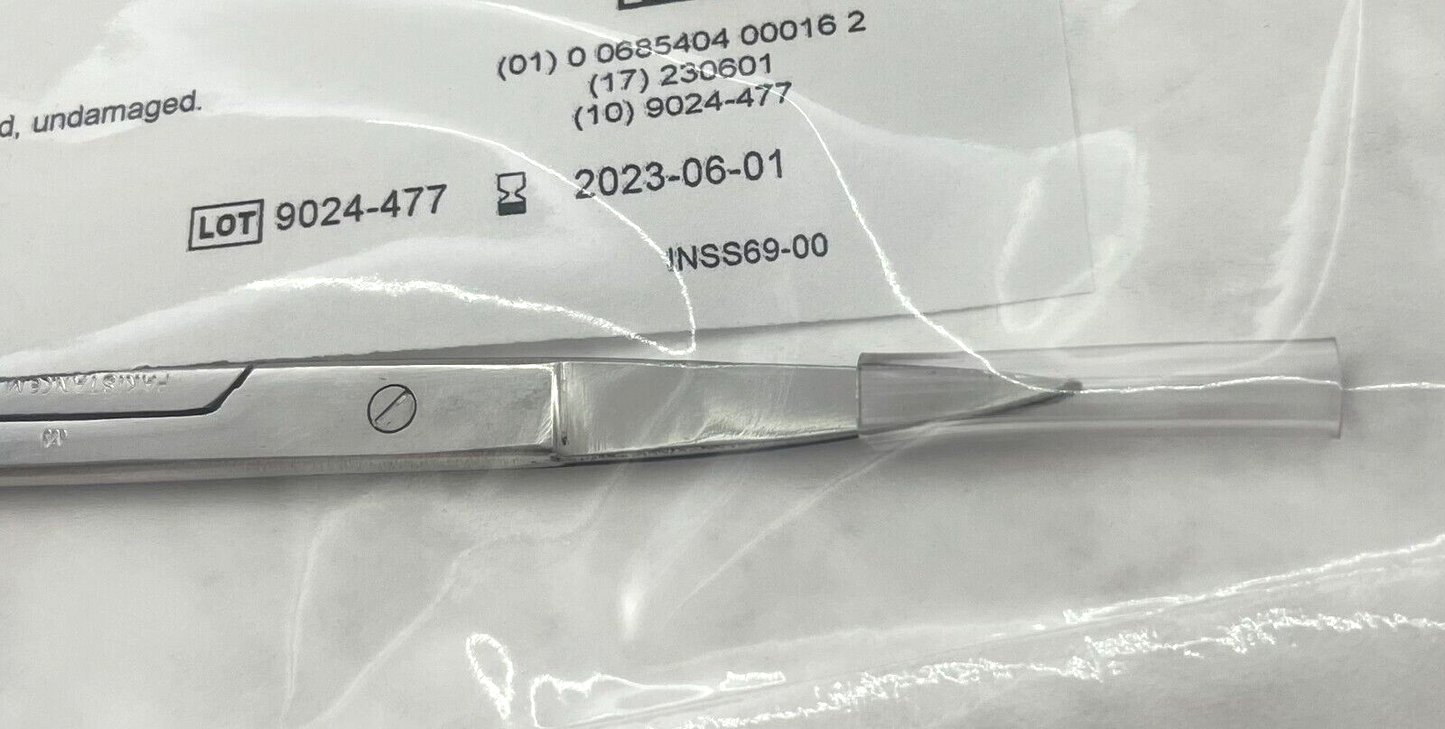 (01) 0 0685404 00016 2
(17) 230601
(10) 9024-477
d, undamaged.
LOT 9024-477 2023-06-01
INSS69-00